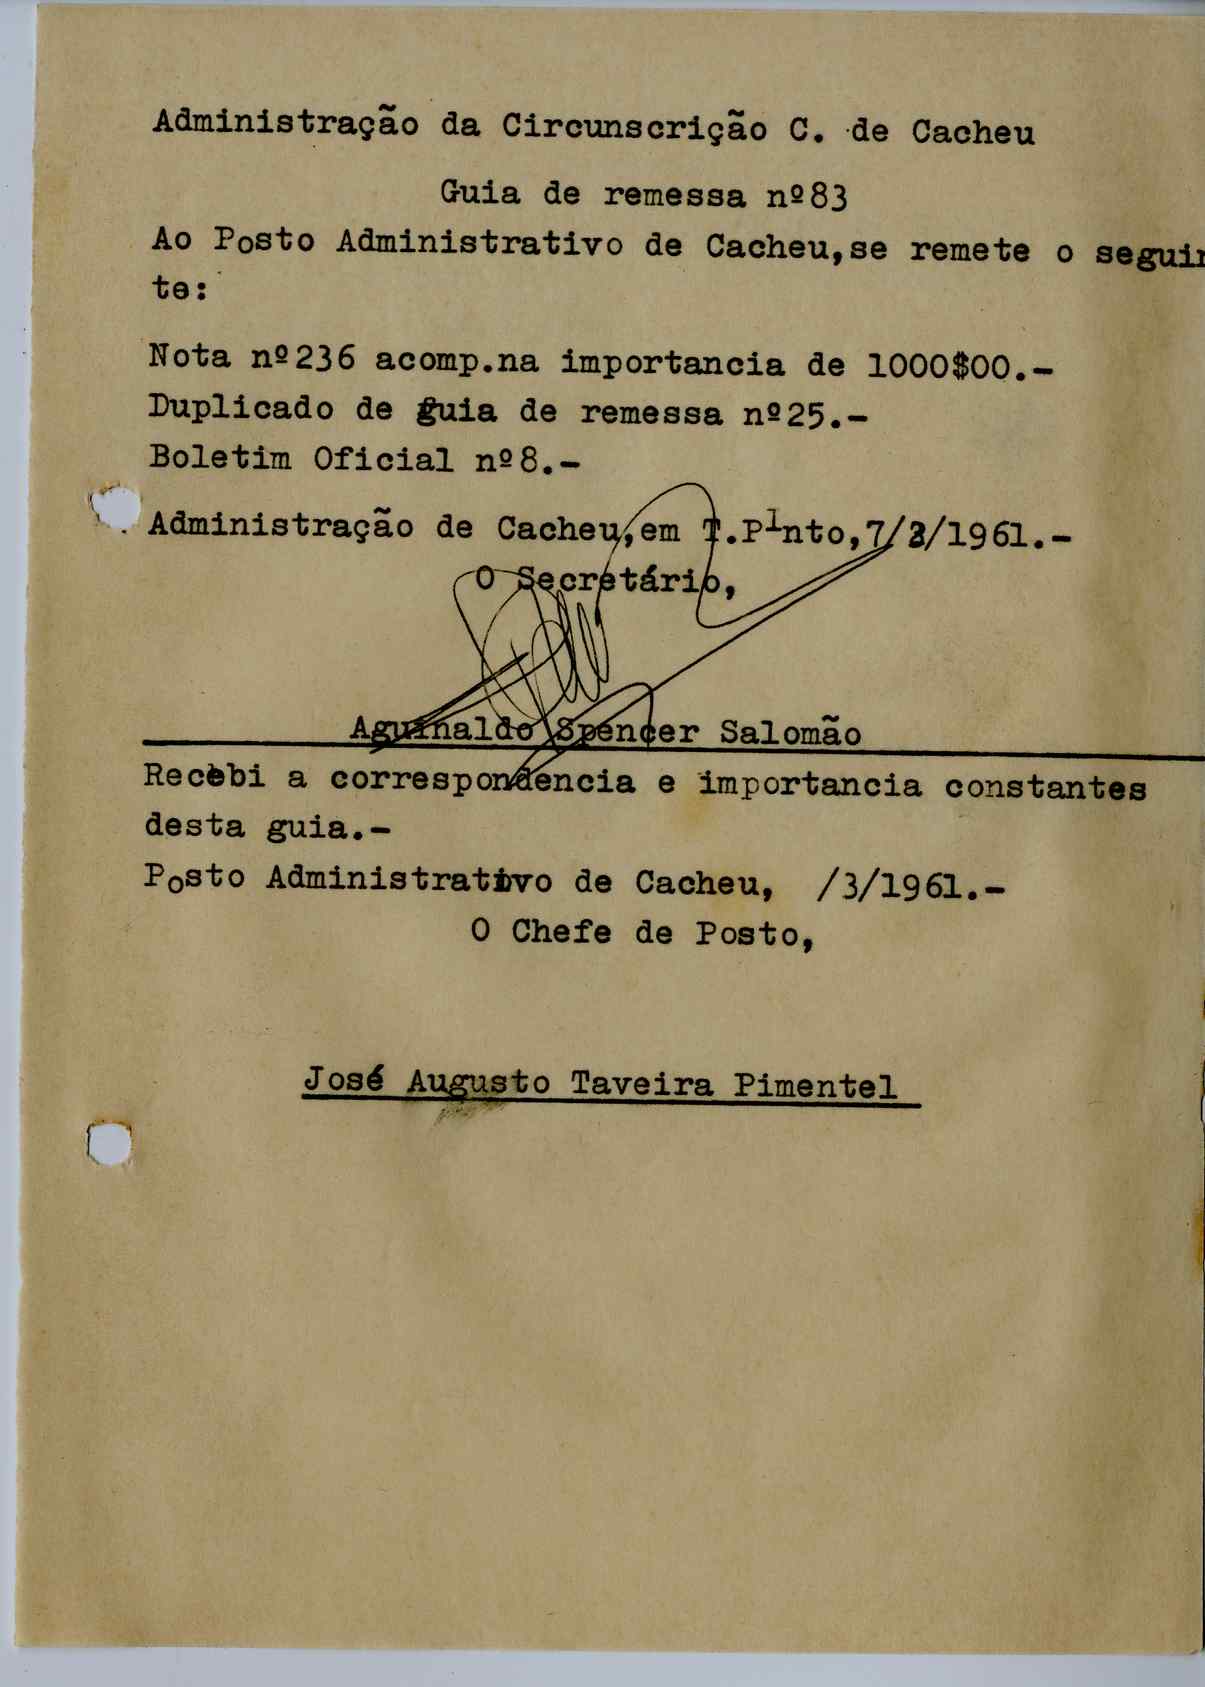 Administração da Circunscrição C. de Cacheu
Guia de remessa nº83
Ao Posto Administrativo de Cacheu,se remete o seguin
te:
Nota nº236 acomp.na importancia de 1000$00.-
Duplicado de guia de remessa nº25.-
Boletim Oficial nº8.-
Administração de Cacheu,em T.Pinto,7/3/1961.-
O Secretário,
Aguinaldo Spencer Salomão
Recebi a correspondencia e importancia constantes
desta guia.-
Posto Administrativo de Cacheu, /3/1961.-
O Chefe de Posto,
José Augusto Taveira Pimentel